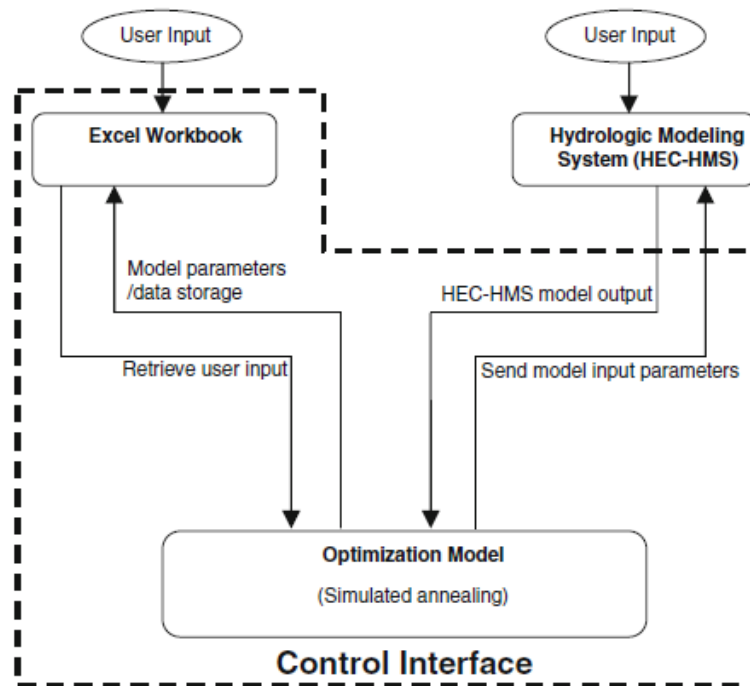 User Input
User Input
Excel Workbook
Hydrologic Modeling
System (HEC-HMS)
Model parameters
/data storage
HEC-HMS model output
Retrieve user input
Send model input parameters
Optimization Model
(Simulated annealing)
Control Interface